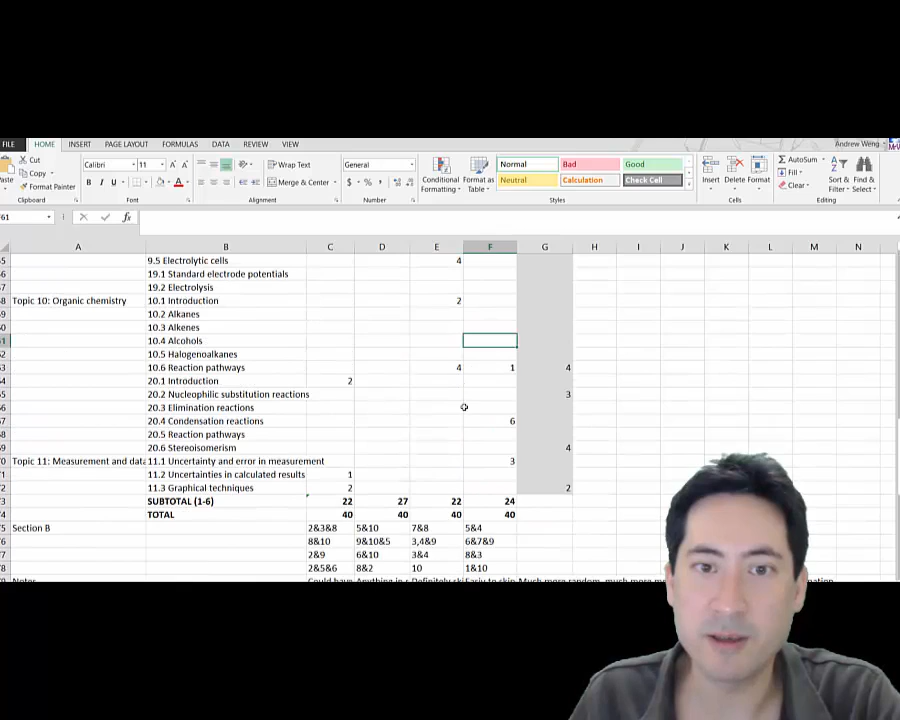 FILE HOME INSERT PAGE LAYOUT FORMULAS DATA REVIEW VIEW Andrew Weng
Cut
Copy
Format Painter
Clipboard
Calibri 11
B I U
Font
Wrap Text
Merge & Center
Alignment
General
$ % ,
Number
Conditional Formatting
Format as Table
Normal Bad Good
Neutral Calculation Check Cell
Styles
Insert Delete Format
Cells
AutoSum
Fill
Clear
Sort & Filter
Find & Select
Editing
F61
A B C D E F G H I J K L M N
9.5 Electrolytic cells 4
19.1 Standard electrode potentials
19.2 Electrolysis
Topic 10: Organic chemistry 10.1 Introduction 2
10.2 Alkanes
10.3 Alkenes
10.4 Alcohols
10.5 Halogenoalkanes
10.6 Reaction pathways 4 1 4
20.1 Introduction 2
20.2 Nucleophilic substitution reactions 3
20.3 Elimination reactions
20.4 Condensation reactions 6
20.5 Reaction pathways
20.6 Stereoisomerism 4
Topic 11: Measurement and data 11.1 Uncertainty and error in measurement 3
11.2 Uncertainties in calculated results 1
11.3 Graphical techniques 2 2
SUBTOTAL (1-6) 22 27 22 24
TOTAL 40 40 40 40
Section B 2&3&8 5&10 7&8 5&4
8&10 9&10&5 3,4&9 6&7&9
2&9 6&10 3&4 8&3
2&5&6 8&2 10 1&10